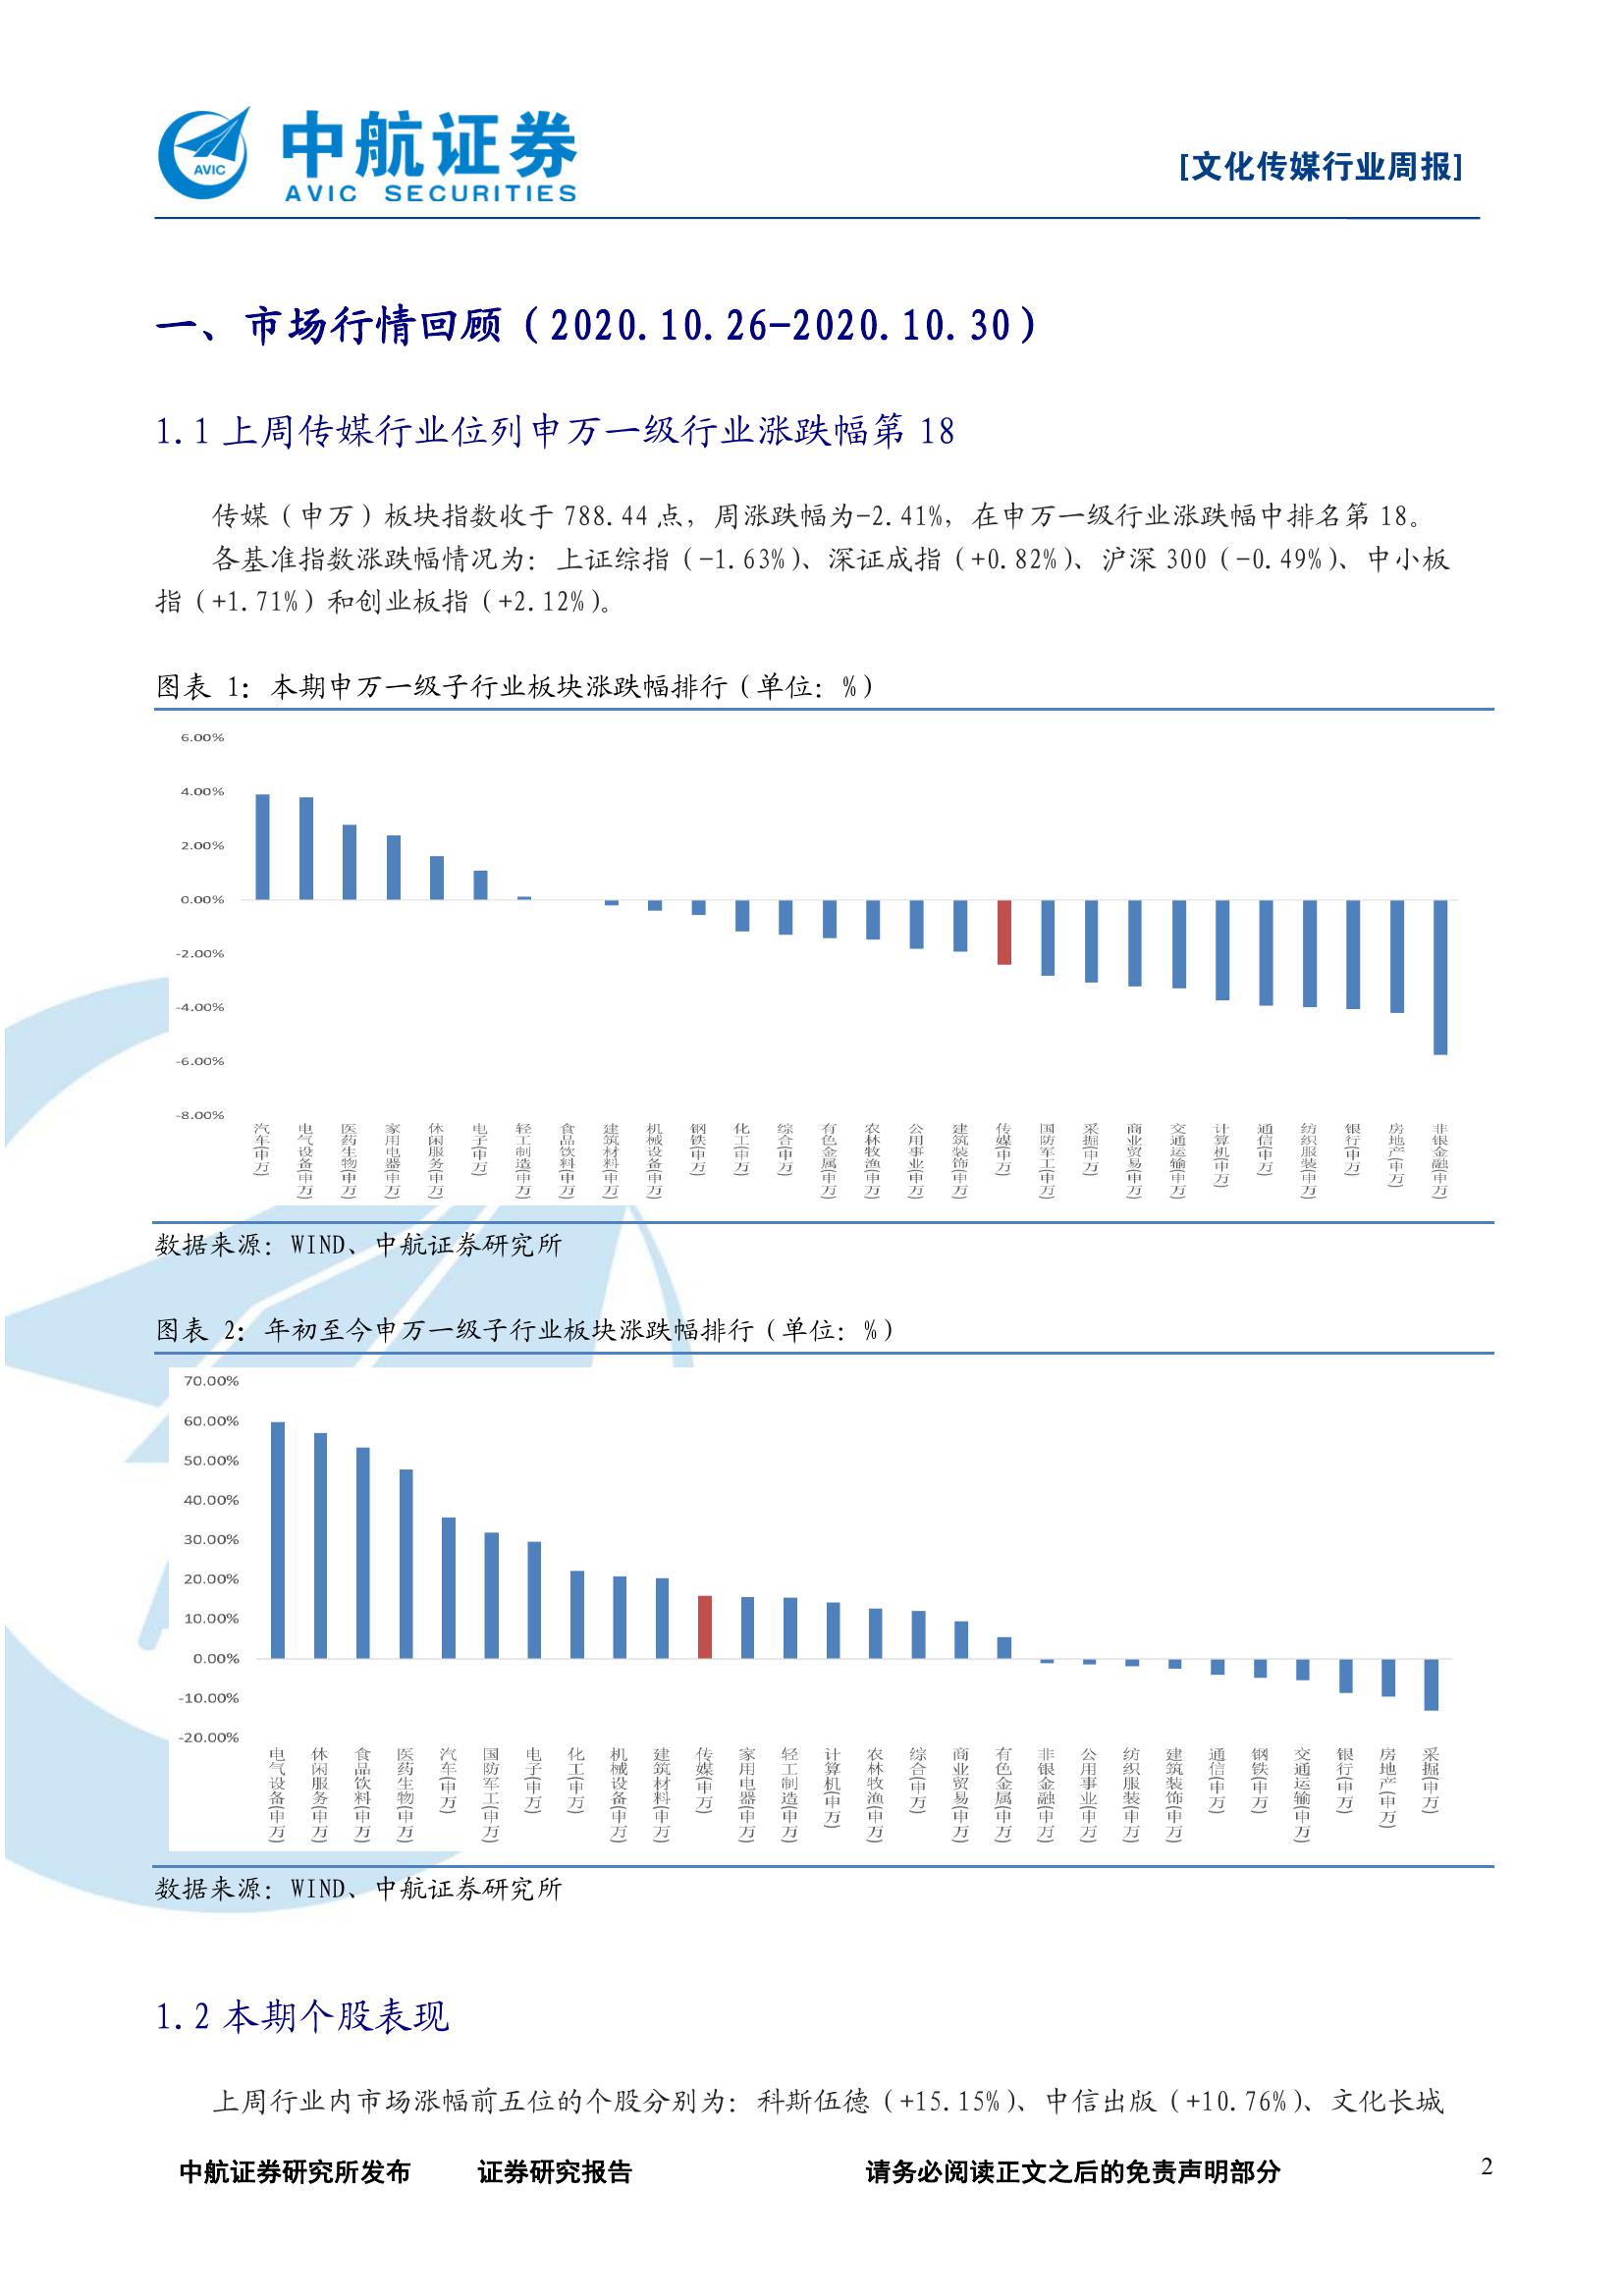 AVIC
中航证券
AVIC SECURITIES
[文化传媒行业周报]
一、市场行情回顾（2020.10.26-2020.10.30）
1.1 上周传媒行业位列申万一级行业涨跌幅第 18
传媒（申万）板块指数收于 788.44 点，周涨跌幅为-2.41%，在申万一级行业涨跌幅中排名第 18。
各基准指数涨跌幅情况为：上证综指（-1.63%）、深证成指（+0.82%）、沪深 300（-0.49%）、中小板
指（+1.71%）和创业板指（+2.12%）。
图表 1：本期申万一级子行业板块涨跌幅排行（单位：%）
6.00%
4.00%
2.00%
0.00%
-2.00%
-4.00%
-6.00%
-8.00%
汽车(申万)
电气设备(申万)
医药生物(申万)
家用电器(申万)
休闲服务(申万)
电子(申万)
轻工制造(申万)
食品饮料(申万)
建筑材料(申万)
机械设备(申万)
钢铁(申万)
化工(申万)
综合(申万)
有色金属(申万)
农林牧渔(申万)
公用事业(申万)
建筑装饰(申万)
传媒(申万)
国防军工(申万)
采掘(申万)
商业贸易(申万)
交通运输(申万)
计算机(申万)
通信(申万)
纺织服装(申万)
银行(申万)
房地产(申万)
非银金融(申万)
数据来源：WIND、中航证券研究所
图表 2：年初至今申万一级子行业板块涨跌幅排行（单位：%）
70.00%
60.00%
50.00%
40.00%
30.00%
20.00%
10.00%
0.00%
-10.00%
-20.00%
电气设备(申万)
休闲服务(申万)
食品饮料(申万)
医药生物(申万)
汽车(申万)
国防军工(申万)
电子(申万)
化工(申万)
机械设备(申万)
建筑材料(申万)
传媒(申万)
家用电器(申万)
轻工制造(申万)
计算机(申万)
农林牧渔(申万)
综合(申万)
商业贸易(申万)
有色金属(申万)
非银金融(申万)
公用事业(申万)
纺织服装(申万)
建筑装饰(申万)
通信(申万)
钢铁(申万)
交通运输(申万)
银行(申万)
房地产(申万)
采掘(申万)
数据来源：WIND、中航证券研究所
1.2 本期个股表现
上周行业内市场涨幅前五位的个股分别为：科斯伍德（+15.15%）、中信出版（+10.76%）、文化长城
中航证券研究所发布 证券研究报告 请务必阅读正文之后的免责声明部分 2